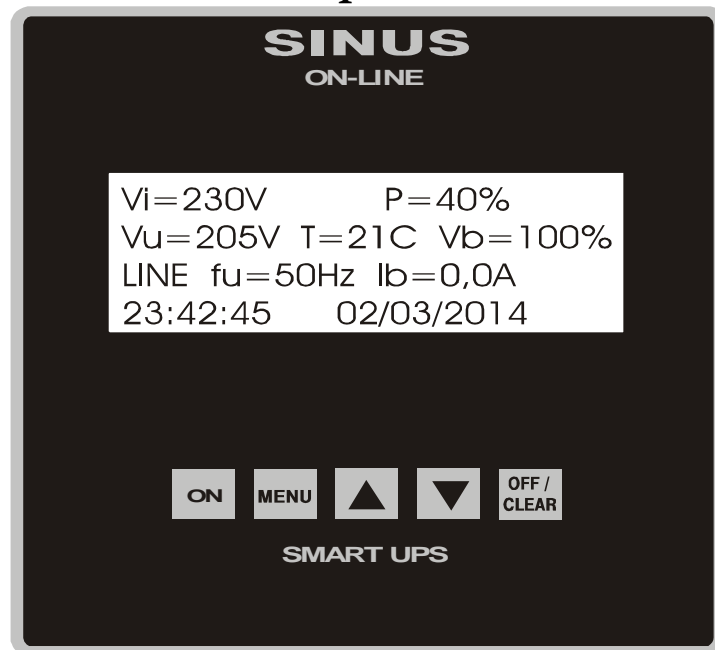 SINUS
ON-LINE
Vi=230V P=40%
Vu=205V T=21C Vb=100%
LINE fu=50Hz Ib=0,0A
23:42:45 02/03/2014
ON MENU ▲ ▼ OFF / CLEAR
SMART UPS